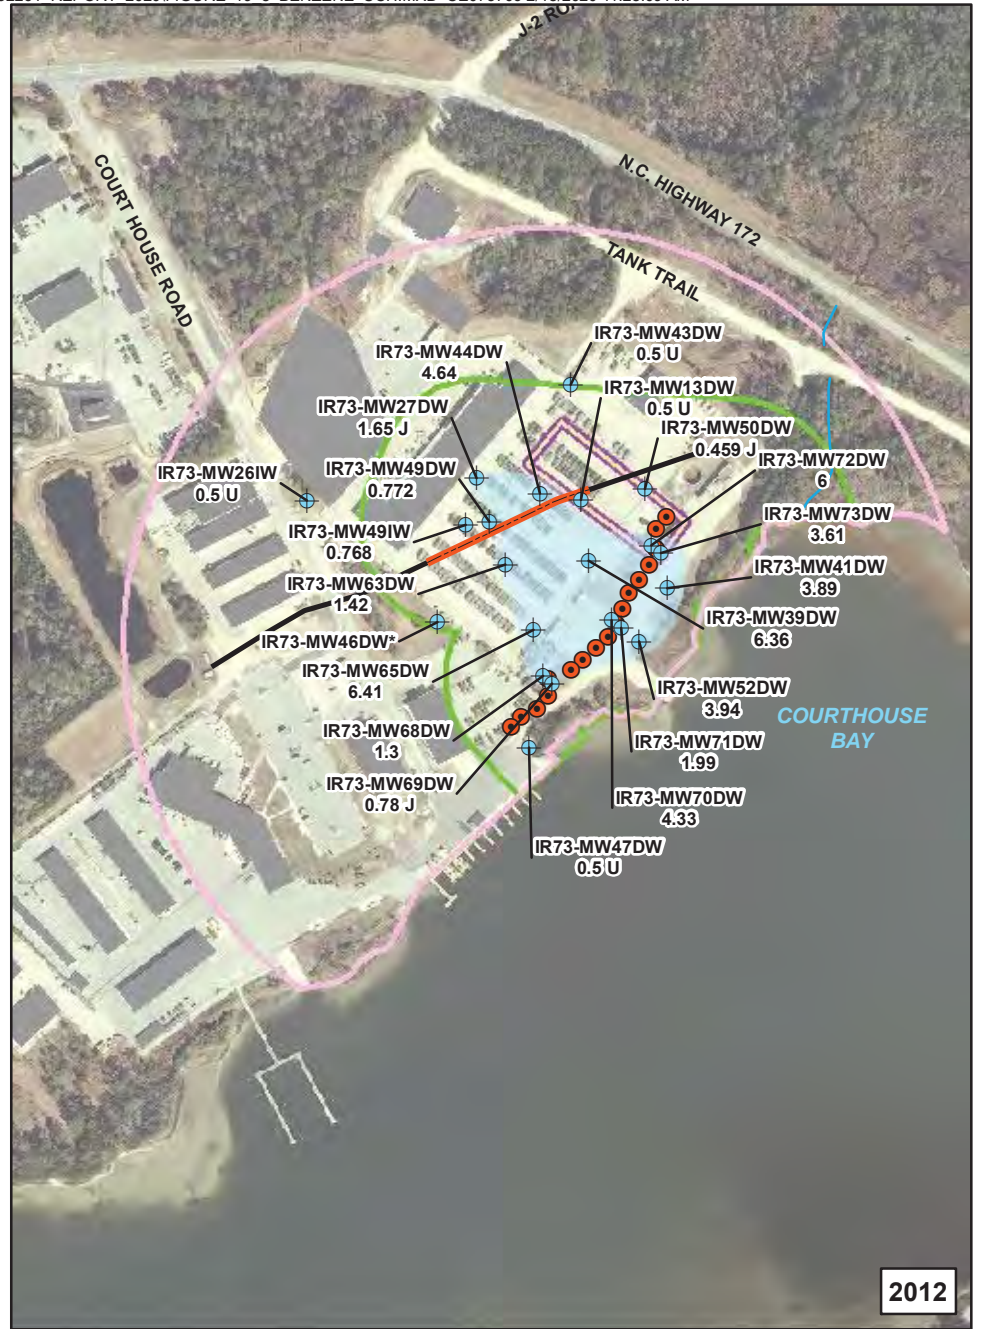 J-2 RO
COURT HOUSE ROAD
N.C. HIGHWAY 172
TANK TRAIL
IR73-MW43DW
0.5 U
IR73-MW44DW
4.64
IR73-MW13DW
0.5 U
IR73-MW27DW
1.65 J
IR73-MW50DW
0.459 J
IR73-MW72DW
6
IR73-MW26IW
0.5 U
IR73-MW49DW
0.772
IR73-MW73DW
3.61
IR73-MW49IW
0.768
IR73-MW41DW
3.89
IR73-MW63DW
1.42
IR73-MW39DW
6.36
IR73-MW46DW*
IR73-MW65DW
6.41
IR73-MW52DW
3.94
COURTHOUSE
BAY
IR73-MW68DW
1.3
IR73-MW71DW
1.99
IR73-MW69DW
0.78 J
IR73-MW70DW
4.33
IR73-MW47DW
0.5 U
2012